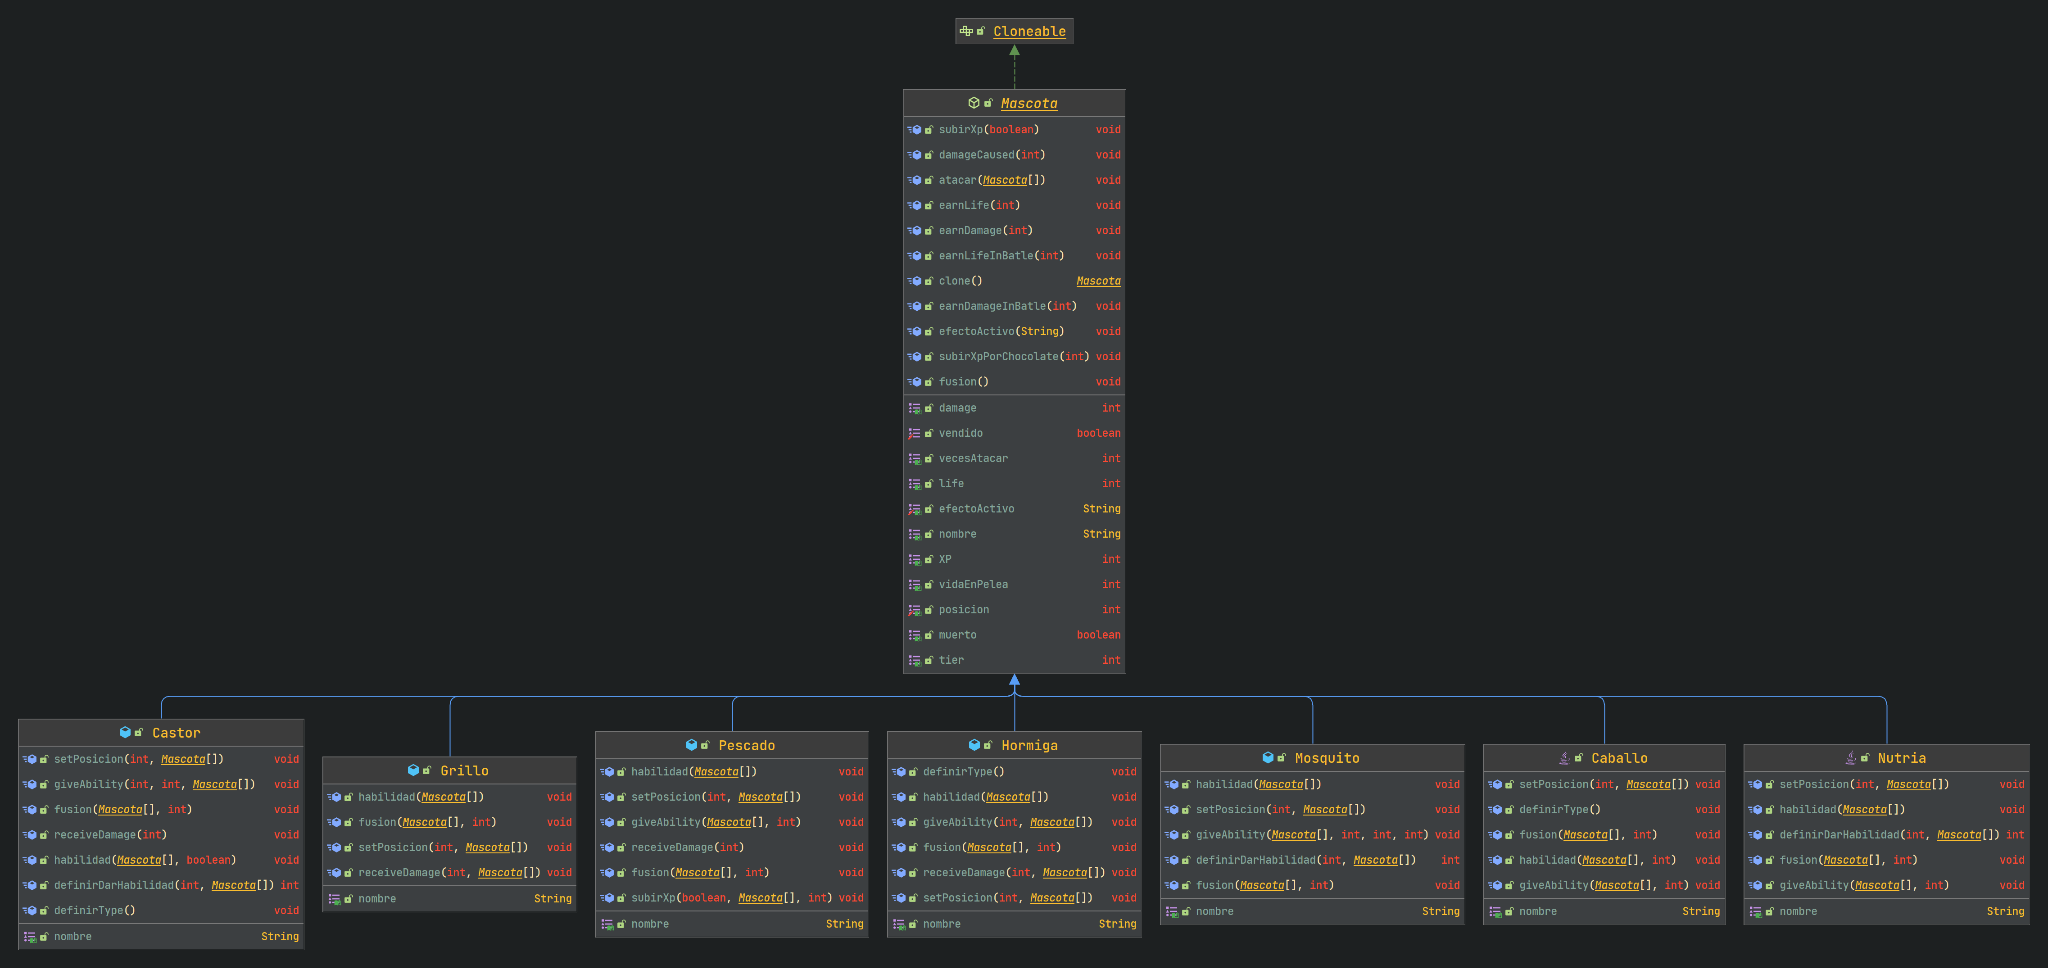 Cloneable
Mascota
subirXp(boolean) void
damageCaused(int) void
atacar(Mascota[]) void
earnLife(int) void
earnDamage(int) void
earnLifeInBatle(int) void
clone() Mascota
earnDamageInBatle(int) void
efectoActivo(String) void
subirXpPorChocolate(int) void
fusion() void
damage int
vendido boolean
vecesAtacar int
life int
efectoActivo String
nombre String
XP int
vidaEnPelea int
posicion int
muerto boolean
tier int
Castor
setPosicion(int, Mascota[]) void
giveAbility(int, int, Mascota[]) void
fusion(Mascota[], int) void
receiveDamage(int) void
habilidad(Mascota[], boolean) void
definirDarHabilidad(int, Mascota[]) int
definirType() void
nombre String
Grillo
habilidad(Mascota[]) void
fusion(Mascota[], int) void
setPosicion(int, Mascota[]) void
receiveDamage(int, Mascota[]) void
nombre String
Pescado
habilidad(Mascota[]) void
setPosicion(int, Mascota[]) void
giveAbility(Mascota[], int) void
receiveDamage(int) void
fusion(Mascota[], int) void
subirXp(boolean, Mascota[], int) void
nombre String
Hormiga
definirType() void
habilidad(Mascota[]) void
giveAbility(int, Mascota[]) void
fusion(Mascota[], int) void
receiveDamage(int, Mascota[]) void
setPosicion(int, Mascota[]) void
nombre String
Mosquito
habilidad(Mascota[]) void
setPosicion(int, Mascota[]) void
giveAbility(Mascota[], int, int, int) void
definirDarHabilidad(int, Mascota[]) int
fusion(Mascota[], int) void
nombre String
Caballo
setPosicion(int, Mascota[]) void
definirType() void
fusion(Mascota[], int) void
habilidad(Mascota[], int) void
giveAbility(Mascota[], int) void
nombre String
Nutria
setPosicion(int, Mascota[]) void
habilidad(Mascota[]) void
definirDarHabilidad(int, Mascota[]) int
fusion(Mascota[], int) void
giveAbility(Mascota[], int) void
nombre String